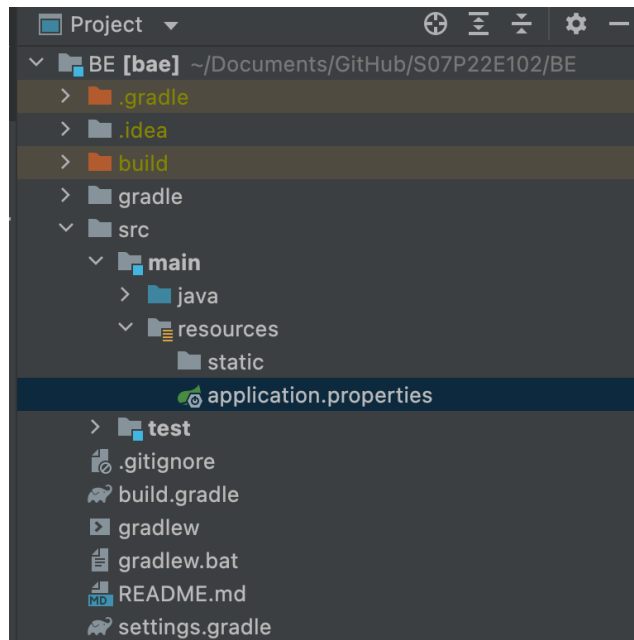 Project
BE [bae] ~/Documents/GitHub/S07P22E102/BE
.gradle
.idea
build
gradle
src
main
java
resources
static
application.properties
test
.gitignore
build.gradle
gradlew
gradlew.bat
MD README.md
settings.gradle